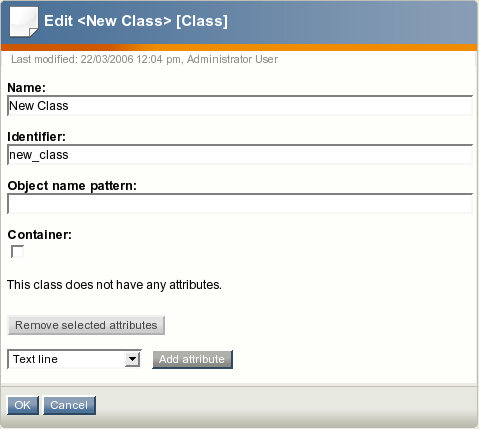 Edit <New Class> [Class]
Last modified: 22/03/2006 12:04 pm, Administrator User
Name:
New Class
Identifier:
new_class
Object name pattern:
Container:
This class does not have any attributes.
Remove selected attributes
Text line Add attribute
OK Cancel